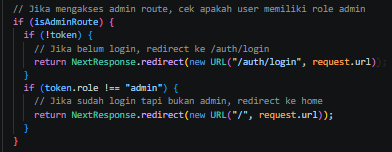 // Jika mengakses admin route, cek apakah user memiliki role admin
if (isAdminRoute) {
if (!token) {
// Jika belum login, redirect ke /auth/login
return NextResponse.redirect(new URL("/auth/login", request.url));
}
if (token.role !== "admin") {
// Jika sudah login tapi bukan admin, redirect ke home
return NextResponse.redirect(new URL("/", request.url));
}
}